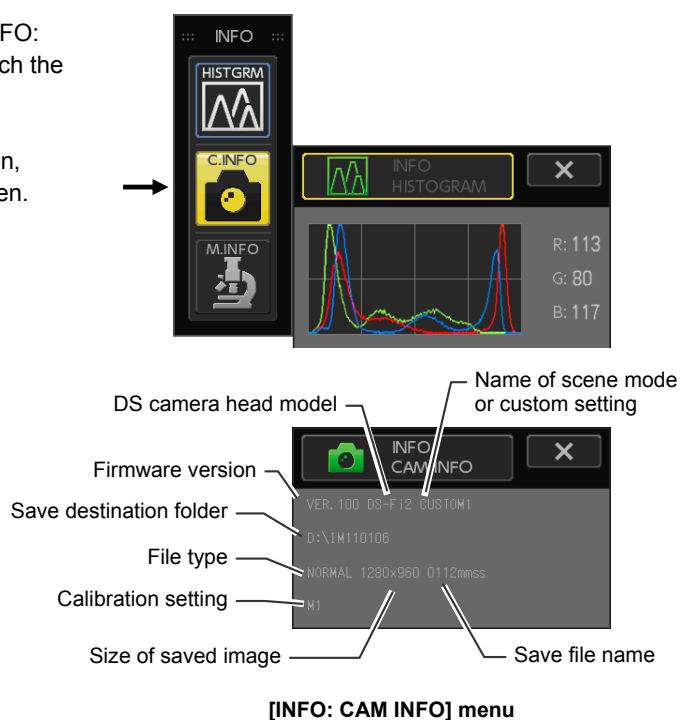 FO:
ch the
n,
en.
INFO
HISTGRM
C.INFO
M.INFO
INFO
HISTOGRAM
R: 113
G: 80
B: 117
Name of scene mode
or custom setting
DS camera head model
Firmware version
Save destination folder
File type
Calibration setting
INFO
CAM INFO
VER.100 DS-Fi2 CUSTOM1
D:\IM110106
NORMAL 1280x960 0112mmss
M1
Size of saved image
Save file name
[INFO: CAM INFO] menu